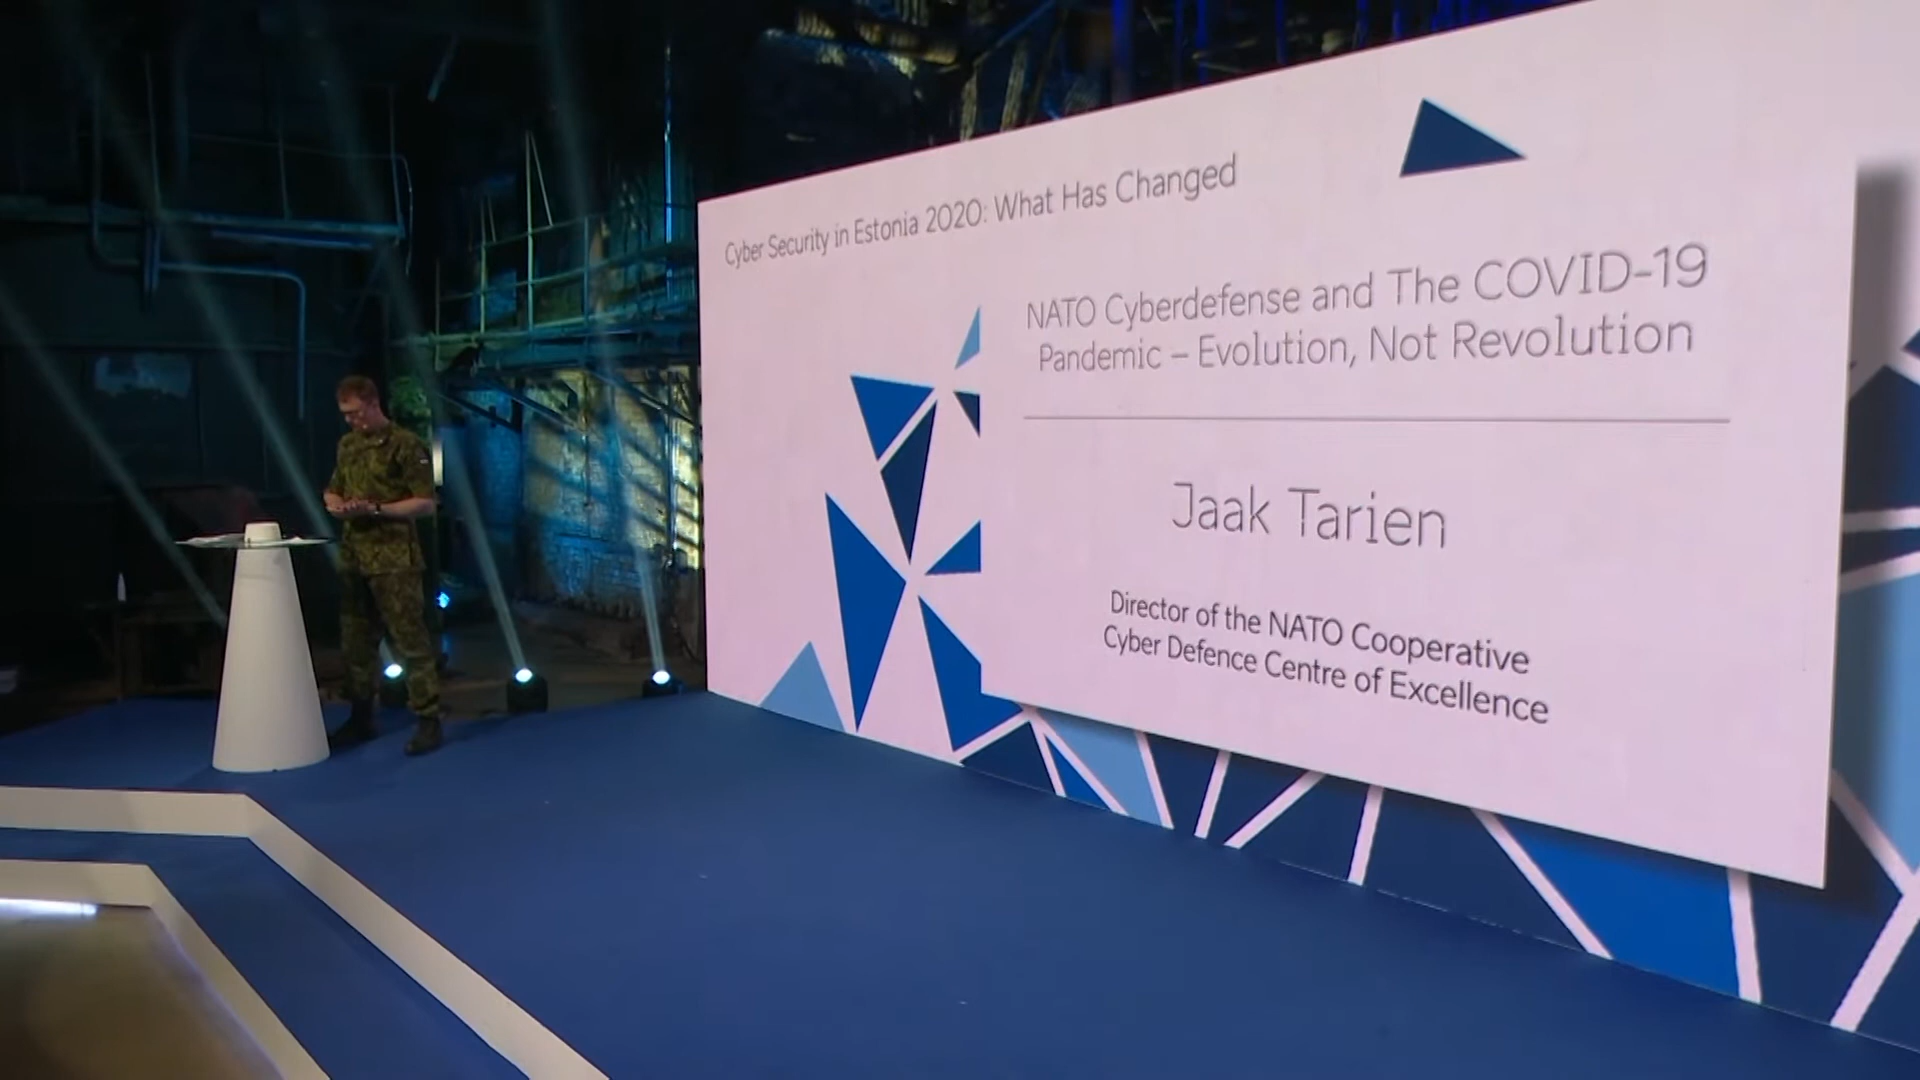 Cyber Security in Estonia 2020: What Has Changed
NATO Cyberdefense and The COVID-19
Pandemic – Evolution, Not Revolution
Jaak Tarien
Director of the NATO Cooperative
Cyber Defence Centre of Excellence